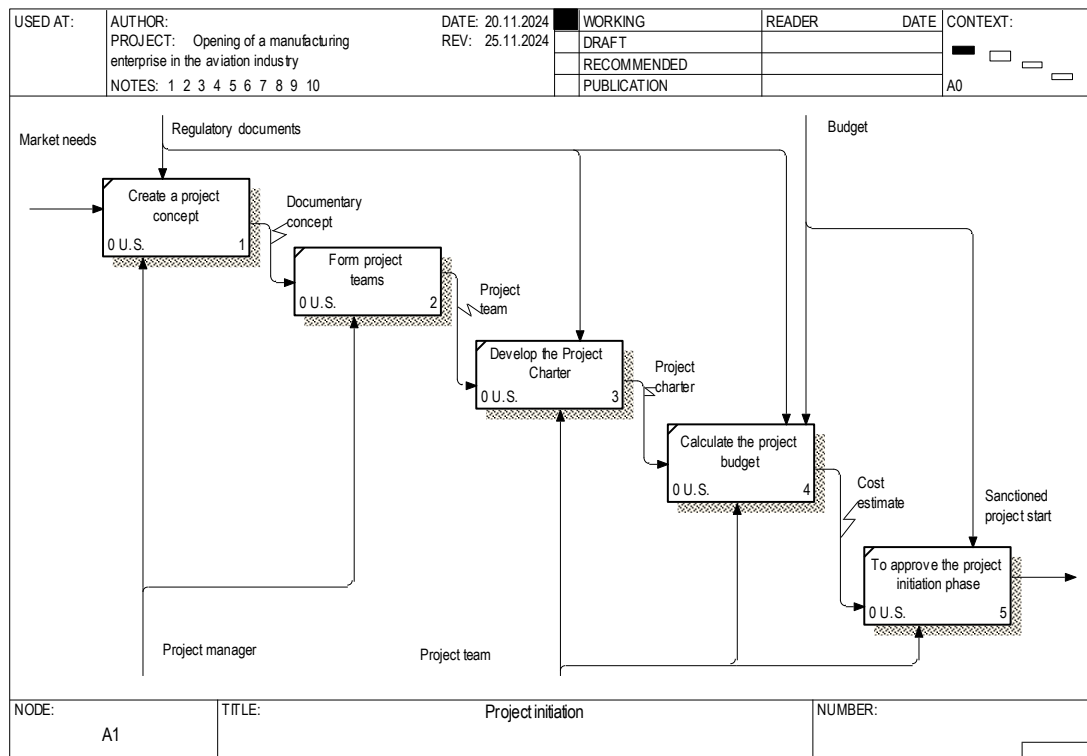 USED AT:
AUTHOR:
DATE: 20.11.2024
PROJECT: Opening of a manufacturing
REV: 25.11.2024
enterprise in the aviation industry
NOTES: 1 2 3 4 5 6 7 8 9 10
WORKING
DRAFT
RECOMMENDED
PUBLICATION
READER
DATE
CONTEXT:
A0
Market needs
Regulatory documents
Budget
Create a project
concept
0 U.S.
1
Documentary
concept
Form project
teams
0 U.S.
2
Project
team
Develop the Project
Charter
0 U.S.
3
Project
charter
Calculate the project
budget
0 U.S.
4
Cost
estimate
Sanctioned
project start
To approve the project
initiation phase
0 U.S.
5
Project manager
Project team
NODE:
A1
TITLE:
Project initiation
NUMBER: